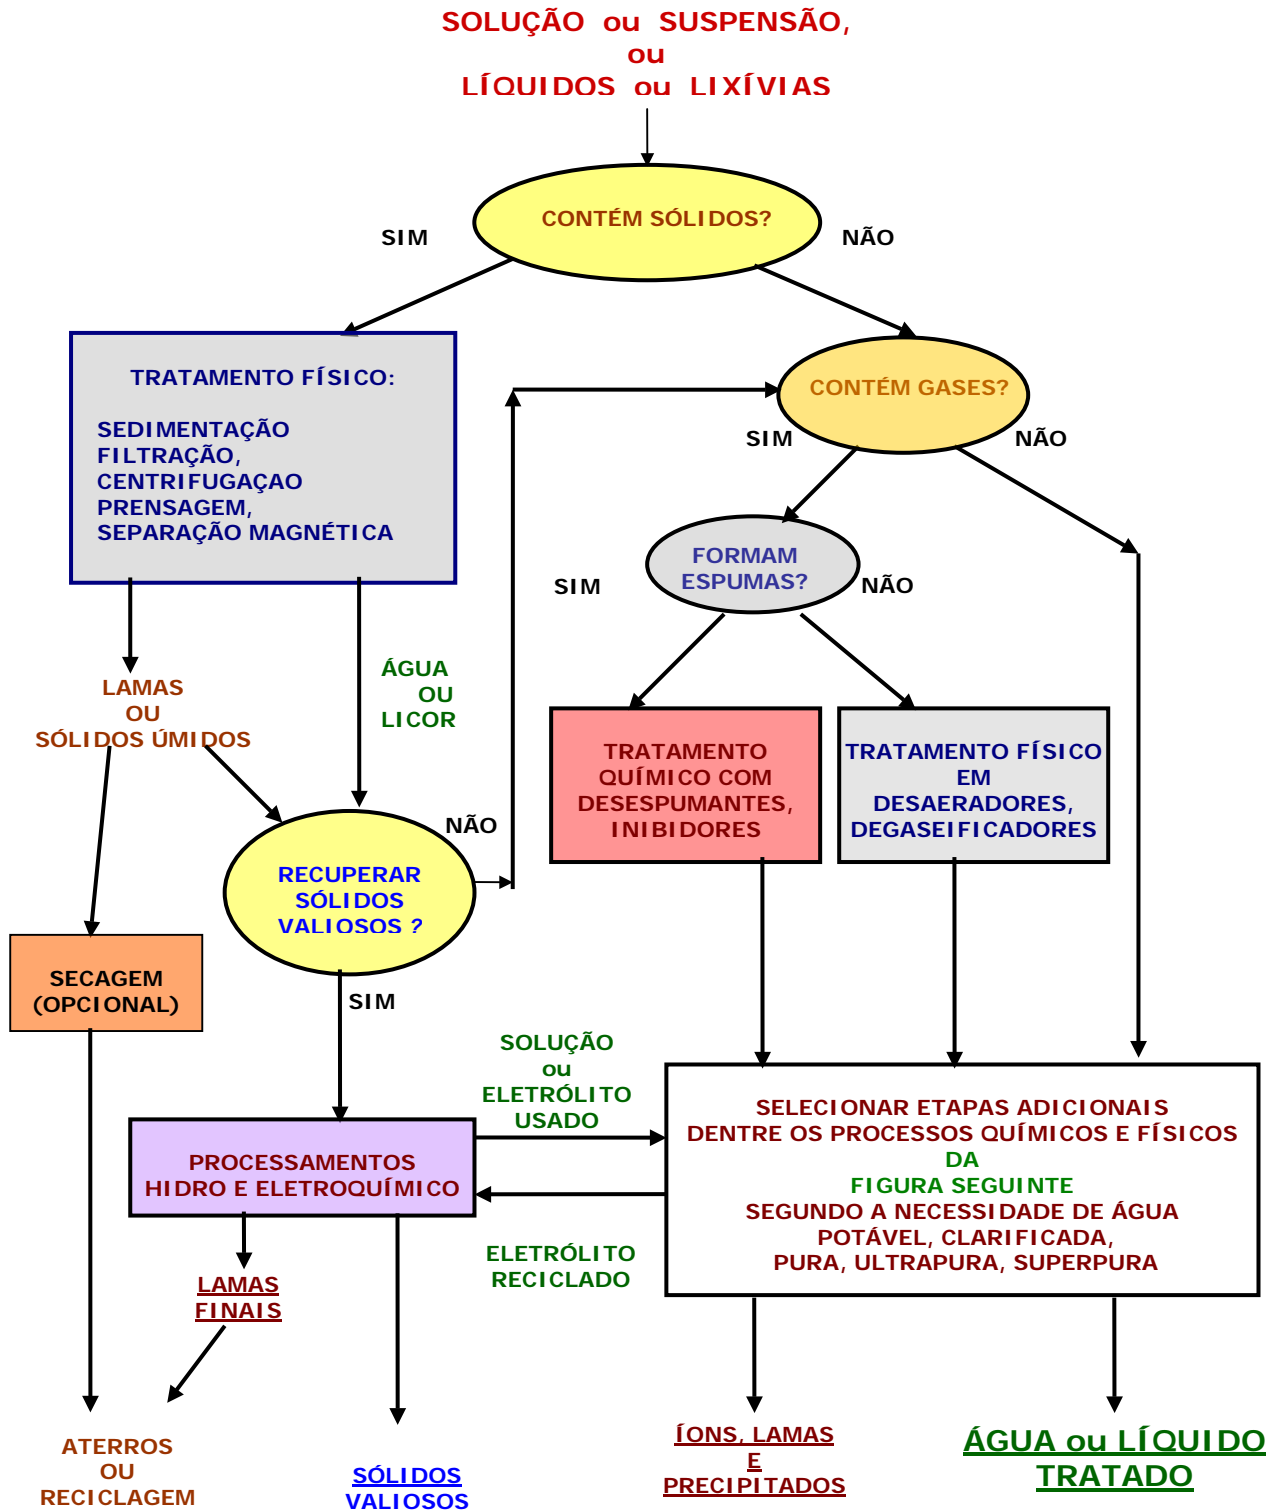 SOLUÇÃO ou SUSPENSÃO,
ou
LÍQUIDOS ou LIXÍVIAS
CONTÉM SÓLIDOS?
SIM
NÃO
TRATAMENTO FÍSICO:
SEDIMENTAÇÃO
FILTRAÇÃO,
CENTRIFUGAÇAO
PRENSAGEM,
SEPARAÇÃO MAGNÉTICA
CONTÉM GASES?
SIM
NÃO
FORMAM
ESPUMAS?
SIM
NÃO
LAMAS
OU
SÓLIDOS ÚMIDOS
ÁGUA
OU
LICOR
TRATAMENTO
QUÍMICO COM
DESESPUMANTES,
INIBIDORES
TRATAMENTO FÍSICO
EM
DESAERADORES,
DEGASEIFICADORES
NÃO
RECUPERAR
SÓLIDOS
VALIOSOS ?
SIM
SECAGEM
(OPCIONAL)
SOLUÇÃO
ou
ELETRÓLITO
USADO
PROCESSAMENTOS
HIDRO E ELETROQUÍMICO
SELECIONAR ETAPAS ADICIONAIS
DENTRE OS PROCESSOS QUÍMICOS E FÍSICOS
DA
FIGURA SEGUINTE
SEGUNDO A NECESSIDADE DE ÁGUA
POTÁVEL, CLARIFICADA,
PURA, ULTRAPURA, SUPERPURA
ELETRÓLITO
RECICLADO
LAMAS
FINAIS
ATERROS
OU
RECICLAGEM
SÓLIDOS
VALIOSOS
ÍONS, LAMAS
E
PRECIPITADOS
ÁGUA ou LÍQUIDO
TRATADO